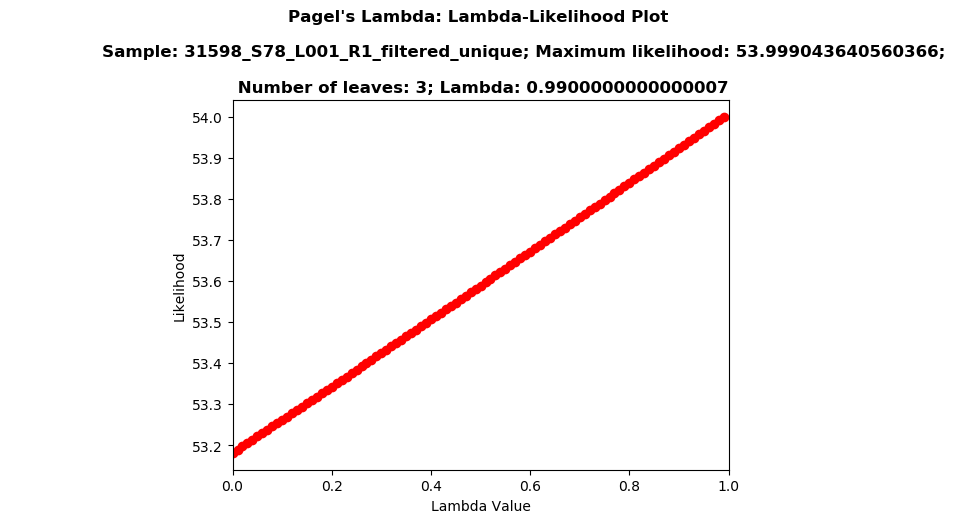 Pagel's Lambda: Lambda-Likelihood Plot
Sample: 31598_S78_L001_R1_filtered_unique; Maximum likelihood: 53.999043640560366;
Number of leaves: 3; Lambda: 0.9900000000000007
54.0
53.9
53.8
53.7
53.6
53.5
53.4
53.3
53.2
Likelihood
0.0 0.2 0.4 0.6 0.8 1.0
Lambda Value